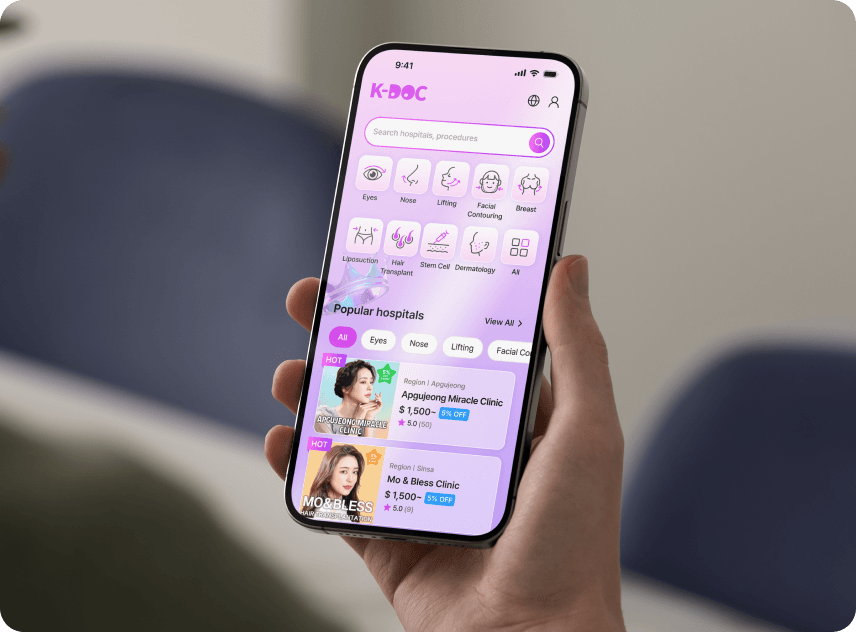 9:41
K-DOC
Search hospitals, procedures
Eyes
Nose
Lifting
Facial
Contouring
Breast
Liposuction
Hair
Transplant
Stem Cell
Dermatology
All
Popular hospitals
View All >
All
Eyes
Nose
Lifting
Facial Co
HOT
5%
APGUJEONG MIRACLE
CLINIC
Region | Apgujeong
Apgujeong Miracle Clinic
$ 1,500~ 5% OFF
5.0 (50)
HOT
MO&BLESS
HAIR TRANSPLANTATION
Region | Sinsa
Mo & Bless Clinic
$ 1,500~ 5% OFF
5.0 (9)